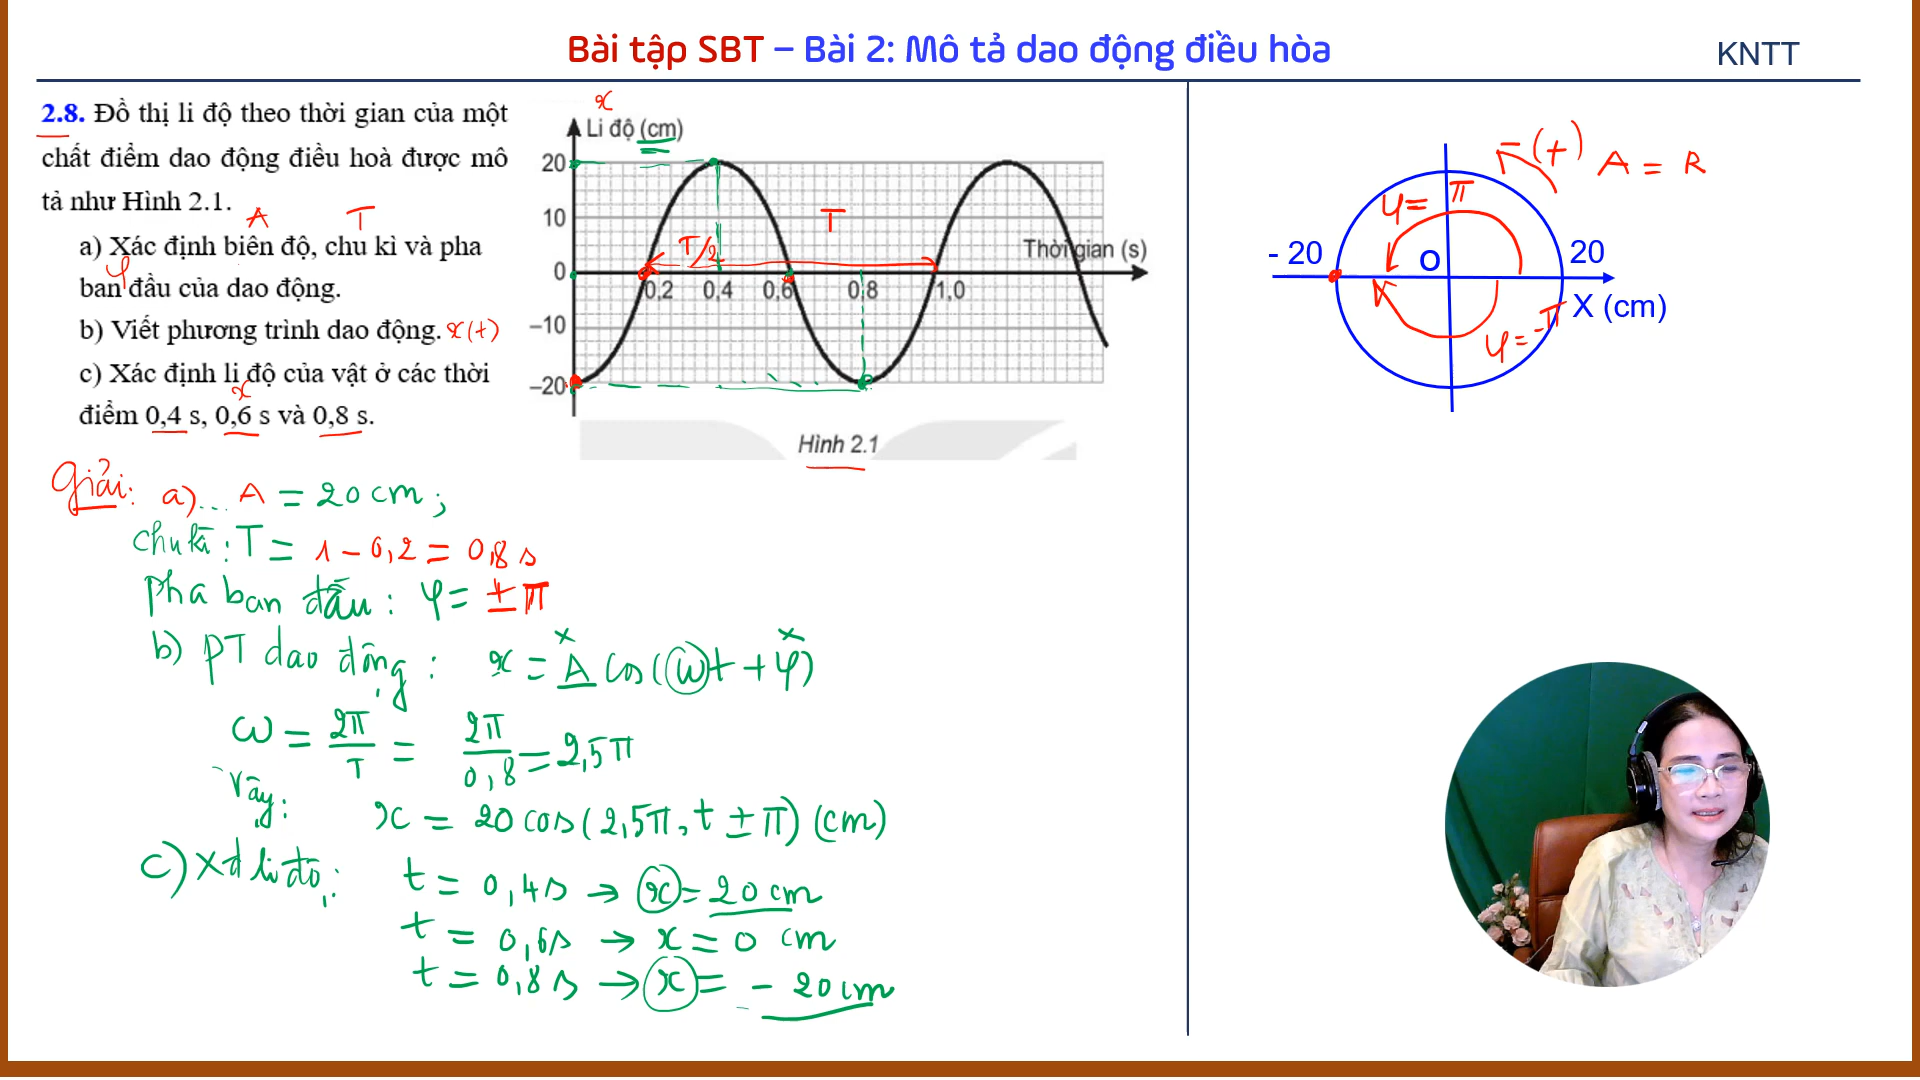 Bài tập SBT – Bài 2: Mô tả dao động điều hòa
KNTT
2.8. Đồ thị li độ theo thời gian của một
chất điểm dao động điều hoà được mô
tả như Hình 2.1.
A T
a) Xác định biên độ, chu kì và pha
φ
ban đầu của dao động.
b) Viết phương trình dao động. x(t)
c) Xác định li độ của vật ở các thời
x
điểm 0,4 s, 0,6 s và 0,8 s.
x
Li độ (cm)
20
10
0
–10
–20
T/2
T
Thời gian (s)
0,2 0,4 0,6 0,8 1,0
Hình 2.1
Giải: a)... A = 20 cm;
chu kì: T = 1 – 0,2 = 0,8 s
pha ban đầu: φ = ± π
b) PT dao động: x = A cos(ωt + φ)
x x
ω = 2π/T = 2π/0,8 = 2,5π
Vậy: x = 20 cos(2,5π.t ± π) (cm)
c) Xđ li độ: t = 0,4s → x = 20 cm
t = 0,6s → x = 0 cm
t = 0,8s → x = – 20 cm
(+) A = R
φ = π
- 20
O
20
X (cm)
φ = -π